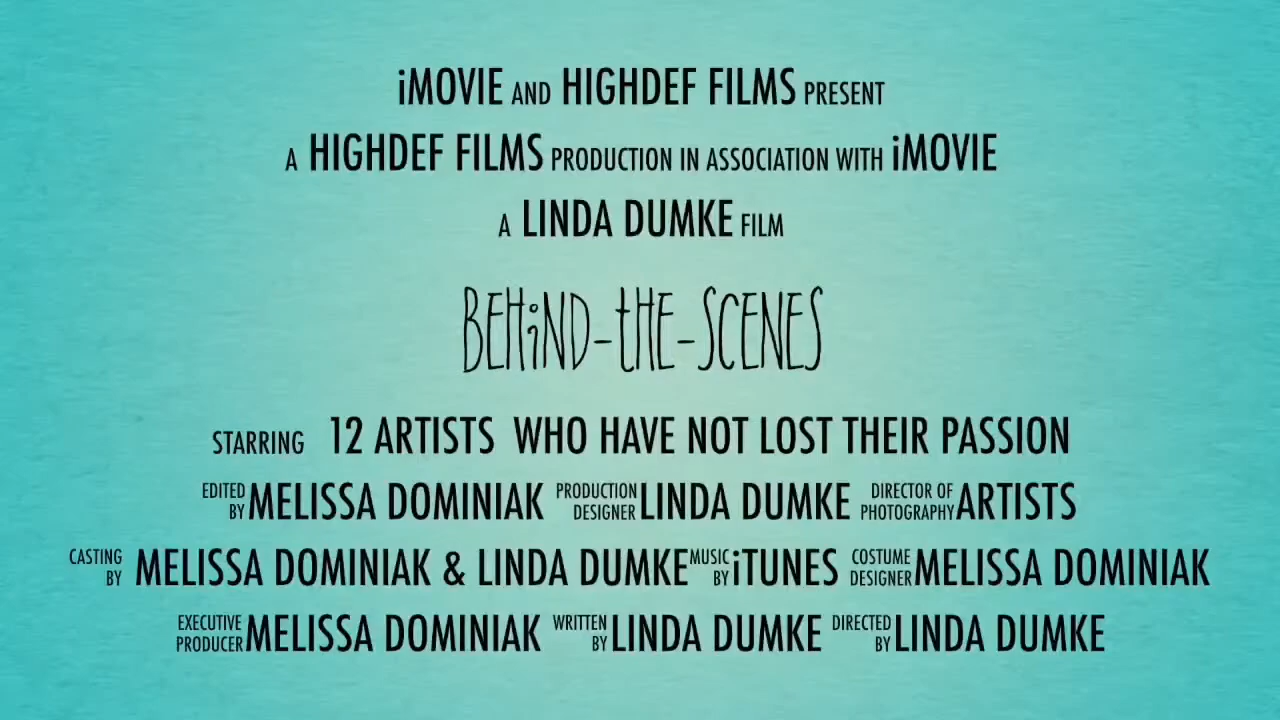 iMOVIE AND HIGHDEF FILMS PRESENT
A HIGHDEF FILMS PRODUCTION IN ASSOCIATION WITH iMOVIE
A LINDA DUMKE FILM
BEHiND-tHE-SCENES
STARRING 12 ARTISTS WHO HAVE NOT LOST THEIR PASSION
EDITED BY MELISSA DOMINIAK PRODUCTION DESIGNER LINDA DUMKE DIRECTOR OF PHOTOGRAPHY ARTISTS
CASTING BY MELISSA DOMINIAK & LINDA DUMKE MUSIC BY iTUNES COSTUME DESIGNER MELISSA DOMINIAK
EXECUTIVE PRODUCER MELISSA DOMINIAK WRITTEN BY LINDA DUMKE DIRECTED BY LINDA DUMKE